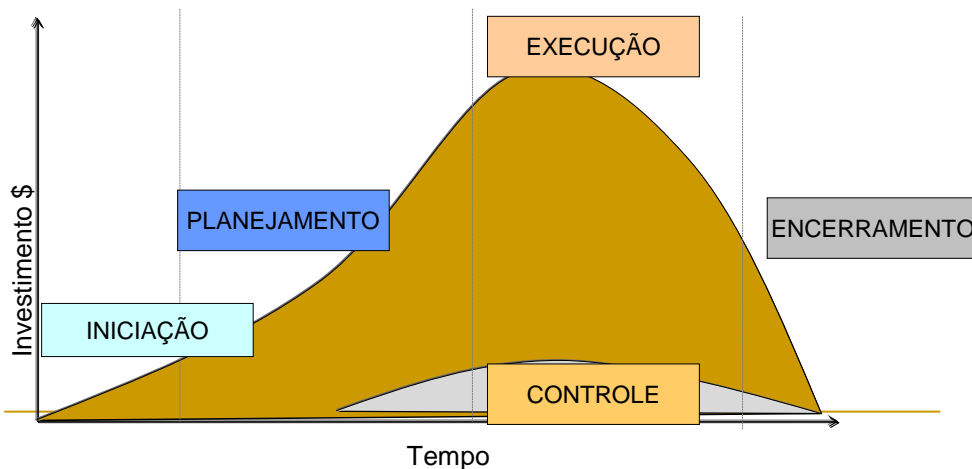 EXECUÇÃO
PLANEJAMENTO
ENCERRAMENTO
Investimento $
INICIAÇÃO
CONTROLE
Tempo